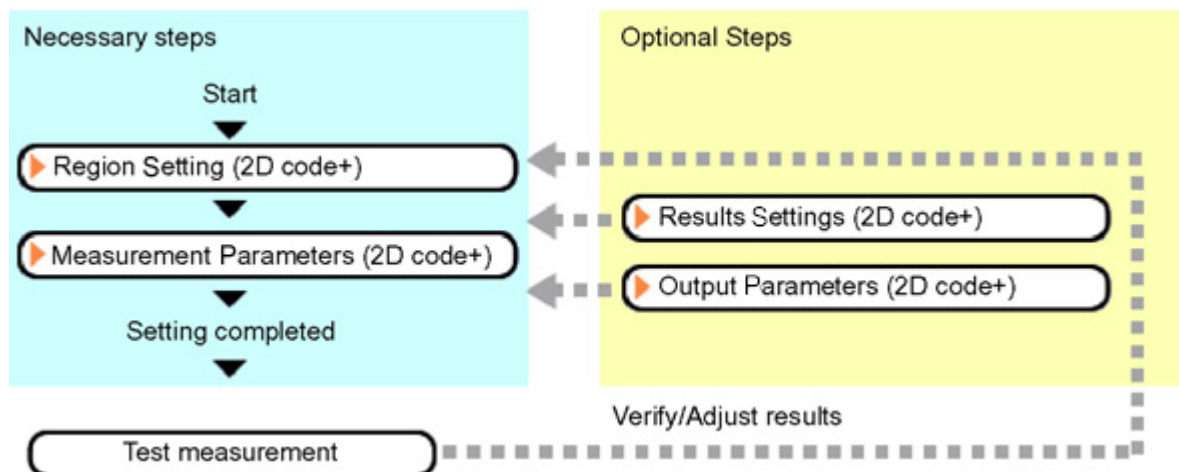 Necessary steps
Start
Region Setting (2D code+)
Measurement Parameters (2D code+)
Setting completed
Test measurement
Optional Steps
Results Settings (2D code+)
Output Parameters (2D code+)
Verify/Adjust results